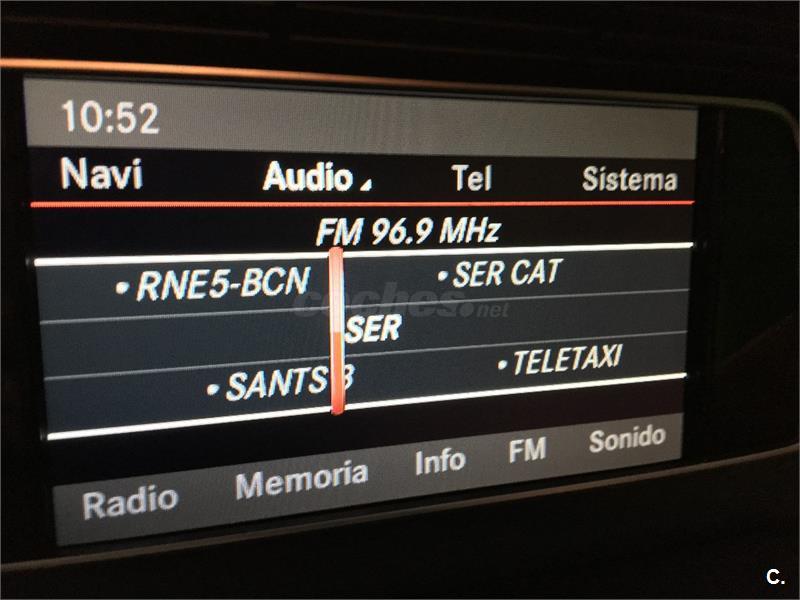 10:52
Navi Audio Tel Sistema
FM 96.9 MHz
• RNE5-BCN • SER CAT
coches.net
SER
• SANTS 3 • TELETAXI
Radio Memoria Info FM Sonido
C.